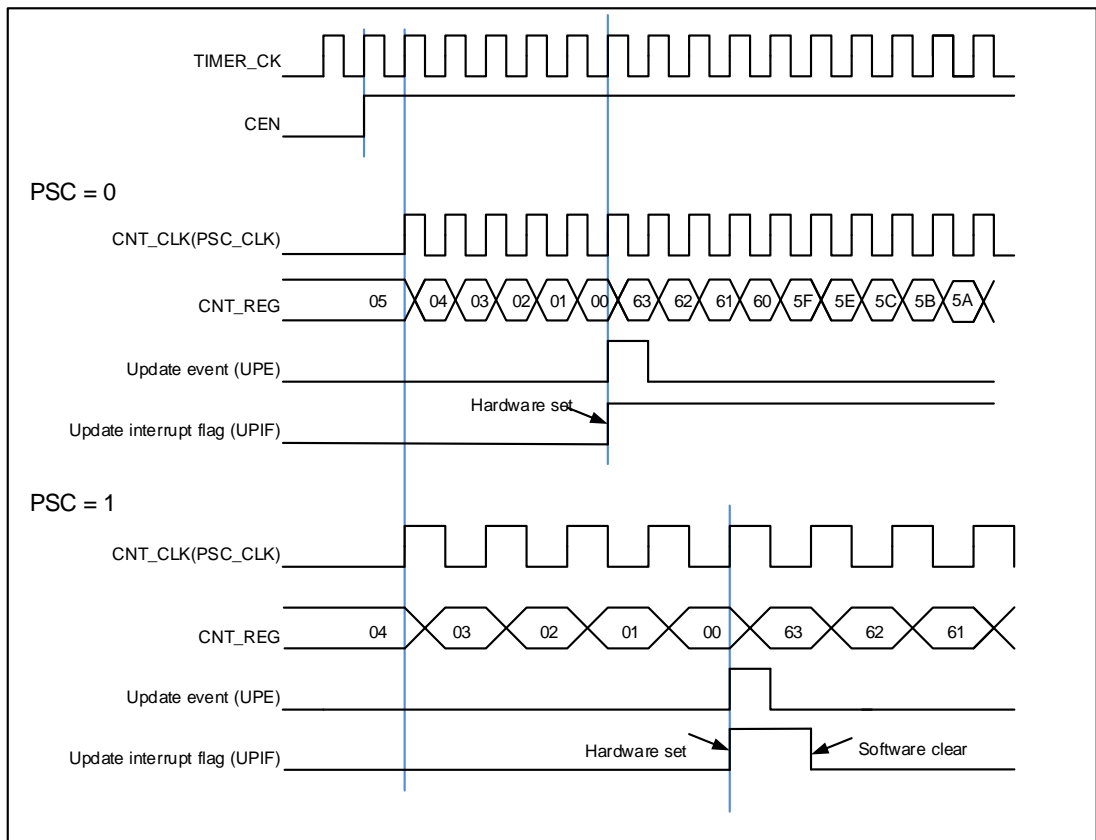 TIMER_CK
CEN
PSC = 0
CNT_CLK(PSC_CLK)
CNT_REG 05 04 03 02 01 00 63 62 61 60 5F 5E 5C 5B 5A
Update event (UPE)
Hardware set
Update interrupt flag (UPIF)
PSC = 1
CNT_CLK(PSC_CLK)
CNT_REG 04 03 02 01 00 63 62 61
Update event (UPE)
Update interrupt flag (UPIF) Hardware set Software clear